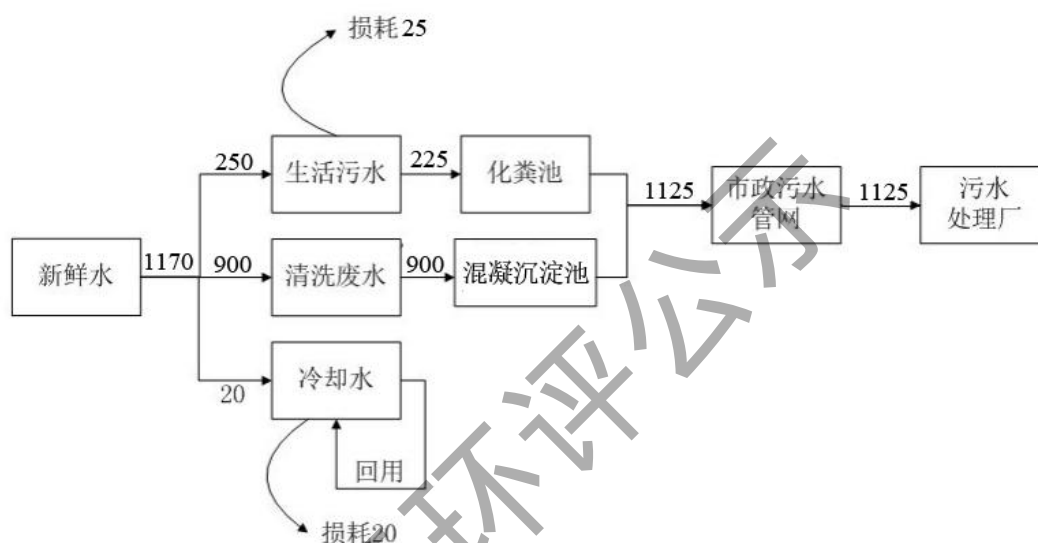 损耗25
250
生活污水
225
化粪池
1125
市政污水
管网
1125
污水
处理厂
新鲜水
1170
900
清洗废水
900
混凝沉淀池
20
冷却水
回用
损耗20
环评公示